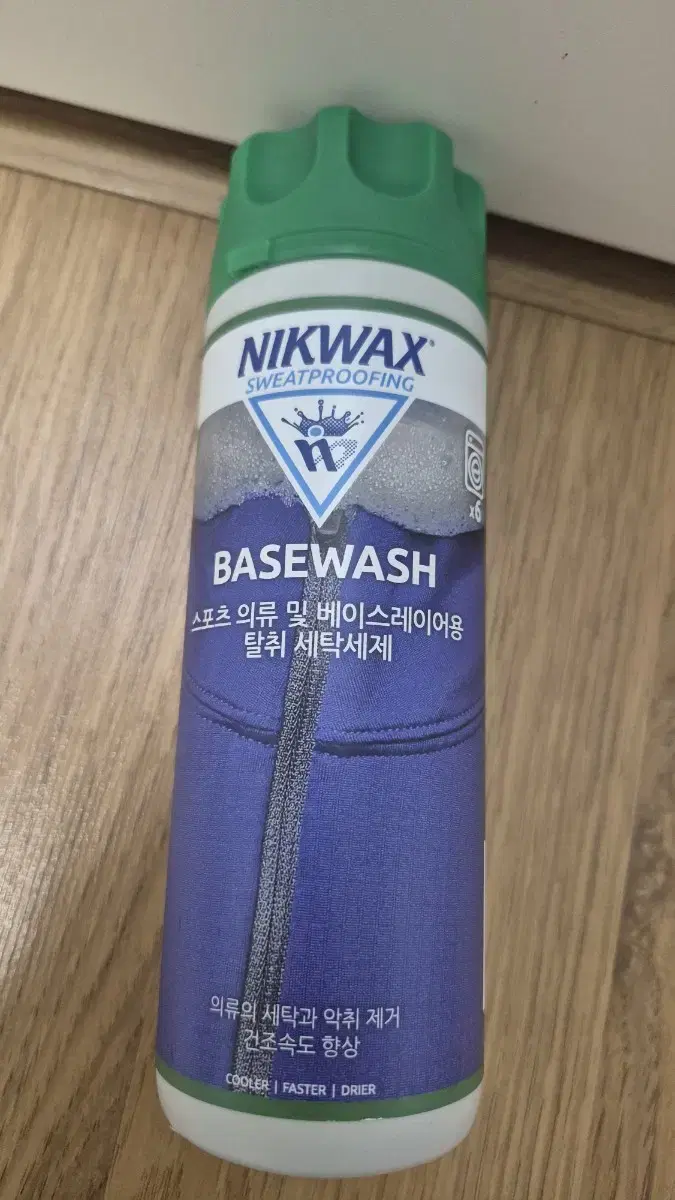 NIKWAX®
SWEATPROOFING
n
x6
BASEWASH
스포츠 의류 및 베이스레이어용
탈취 세탁세제
의류의 세탁과 악취 제거
건조속도 향상
COOLER | FASTER | DRIER